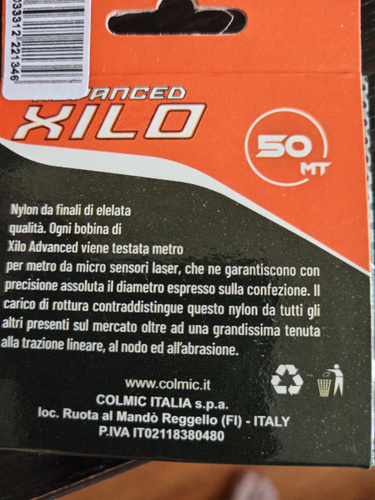 033312 221346
ADVANCED
XILO
50
MT
Nylon da finali di elelata
qualità. Ogni bobina di
Xilo Advanced viene testata metro
per metro da micro sensori laser, che ne garantiscono con
precisione assoluta il diametro espresso sulla confezione. Il
carico di rottura contraddistingue questo nylon da tutti gli
altri presenti sul mercato oltre ad una grandissima tenuta
alla trazione lineare, al nodo ed all'abrasione.
www.colmic.it
COLMIC ITALIA s.p.a.
loc. Ruota al Mandò Reggello (FI) - ITALY
P.IVA IT02118380480